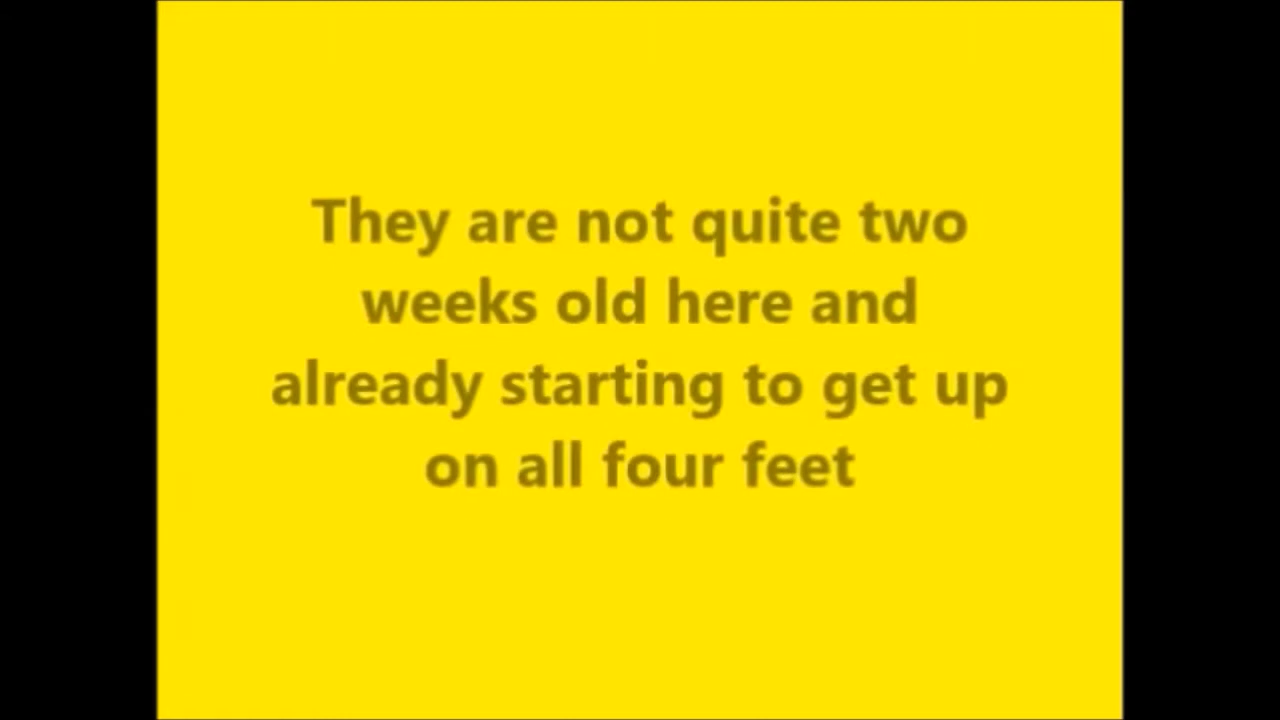 They are not quite two
weeks old here and
already starting to get up
on all four feet